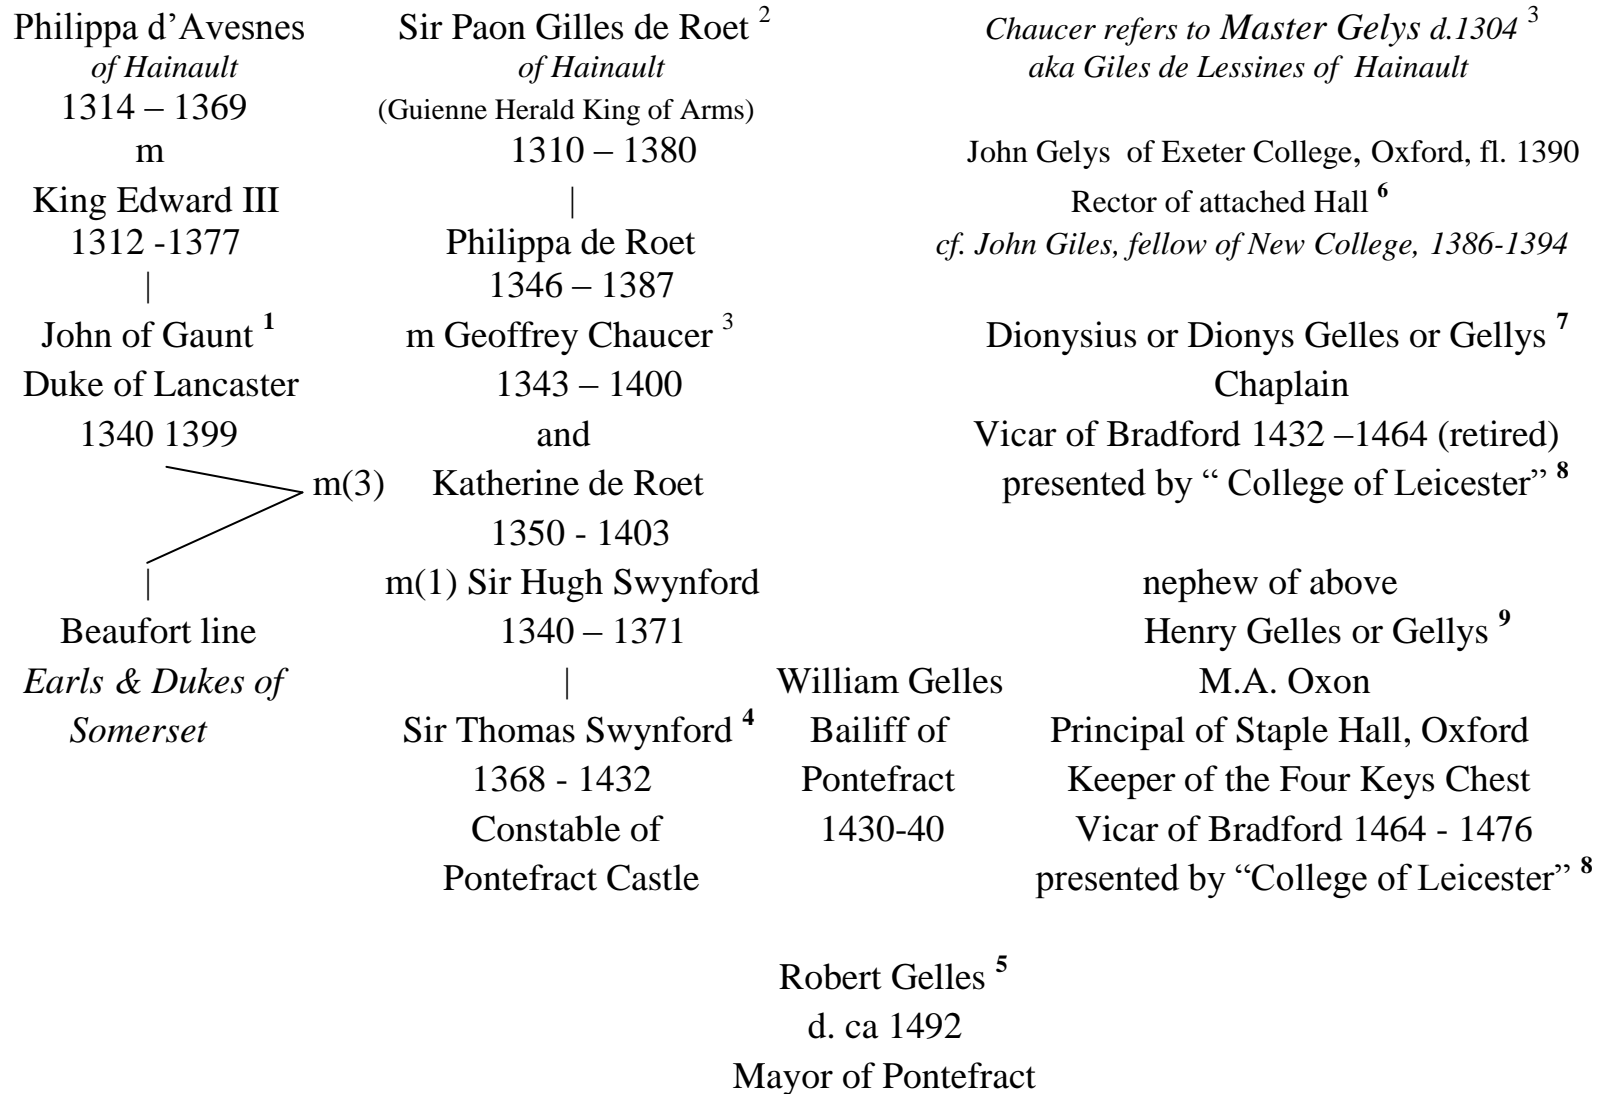 Philippa d’Avesnes
of Hainault
1314 – 1369
m
King Edward III
1312 -1377
|
John of Gaunt 1
Duke of Lancaster
1340 1399
m(3)
|
Beaufort line
Earls & Dukes of
Somerset
Sir Paon Gilles de Roet 2
of Hainault
(Guienne Herald King of Arms)
1310 – 1380
|
Philippa de Roet
1346 – 1387
m Geoffrey Chaucer 3
1343 – 1400
and
Katherine de Roet
1350 - 1403
m(1) Sir Hugh Swynford
1340 – 1371
|
Sir Thomas Swynford 4
1368 - 1432
Constable of
Pontefract Castle
William Gelles
Bailiff of
Pontefract
1430-40
Robert Gelles 5
d. ca 1492
Mayor of Pontefract
Chaucer refers to Master Gelys d.1304 3
aka Giles de Lessines of Hainault
John Gelys of Exeter College, Oxford, fl. 1390
Rector of attached Hall 6
cf. John Giles, fellow of New College, 1386-1394
Dionysius or Dionys Gelles or Gellys 7
Chaplain
Vicar of Bradford 1432 –1464 (retired)
presented by “ College of Leicester” 8
nephew of above
Henry Gelles or Gellys 9
M.A. Oxon
Principal of Staple Hall, Oxford
Keeper of the Four Keys Chest
Vicar of Bradford 1464 - 1476
presented by “College of Leicester” 8